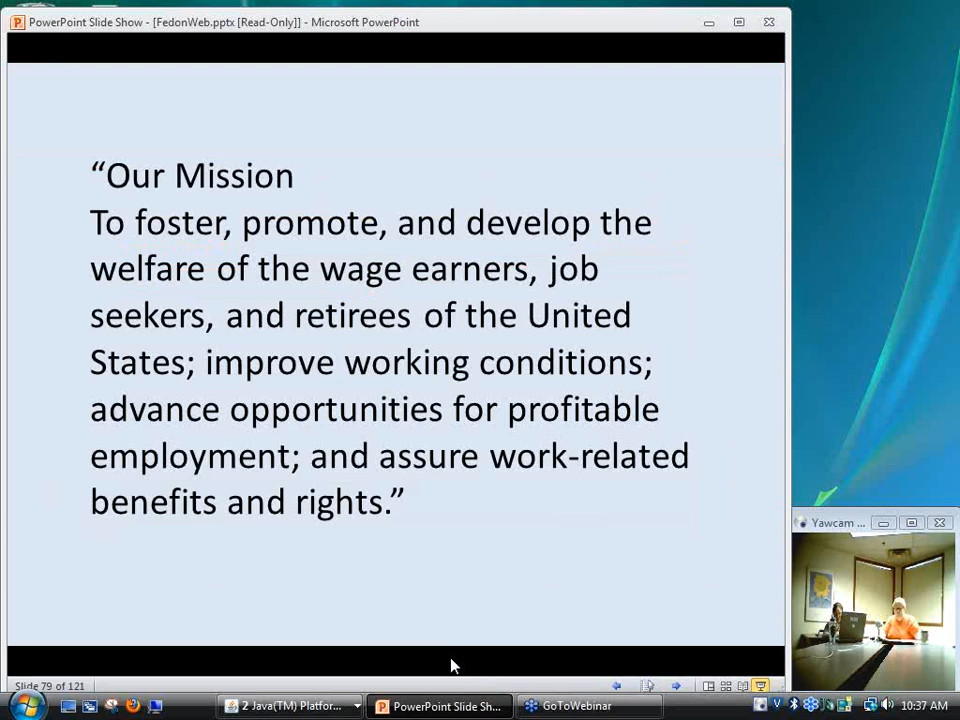 PowerPoint Slide Show - [FedonWeb.pptx [Read-Only]] - Microsoft PowerPoint
“Our Mission
To foster, promote, and develop the
welfare of the wage earners, job
seekers, and retirees of the United
States; improve working conditions;
advance opportunities for profitable
employment; and assure work-related
benefits and rights.”
Yawcam ...
Slide 79 of 121
2 Java(TM) Platfor...
PowerPoint Slide Sh...
GoToWebinar
10:37 AM